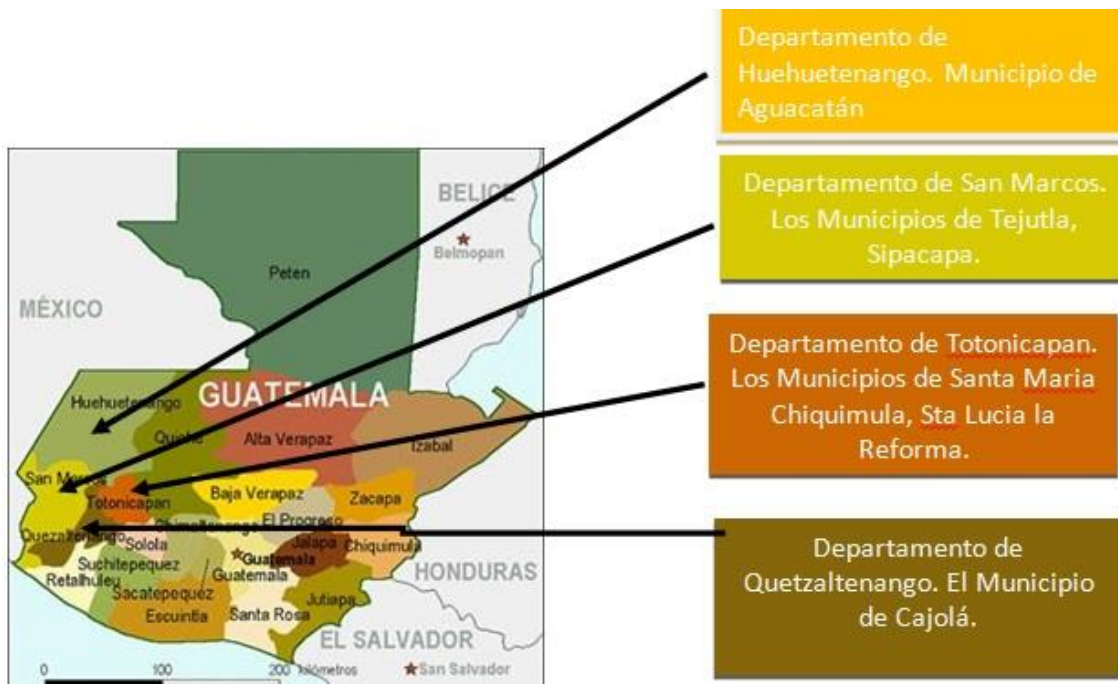 Departamento de
Huehuetenango. Municipio de
Aguacatán
Departamento de San Marcos.
Los Municipios de Tejutla,
Sipacapa.
Departamento de Totonicapan.
Los Municipios de Santa Maria
Chiquimula, Sta Lucia la
Reforma.
Departamento de
Quetzaltenango. El Municipio
de Cajolá.
BELICE
Belmopan
Peten
MÉXICO
GUATEMALA
Huehuetenango
Quiche
Alta Verapaz
Izabal
San Marcos
Totonicapan
Baja Verapaz
Zacapa
Quezaltenango
Chimaltenango
El Progreso
Solola
Guatemala
Jalapa
Chiquimula
Suchitepequez
Retalhuleu
Guatemala
HONDURAS
Sacatepequez
Escuintla
Santa Rosa
Jutiapa
EL SALVADOR
0 100 200 kilómetros
San Salvador